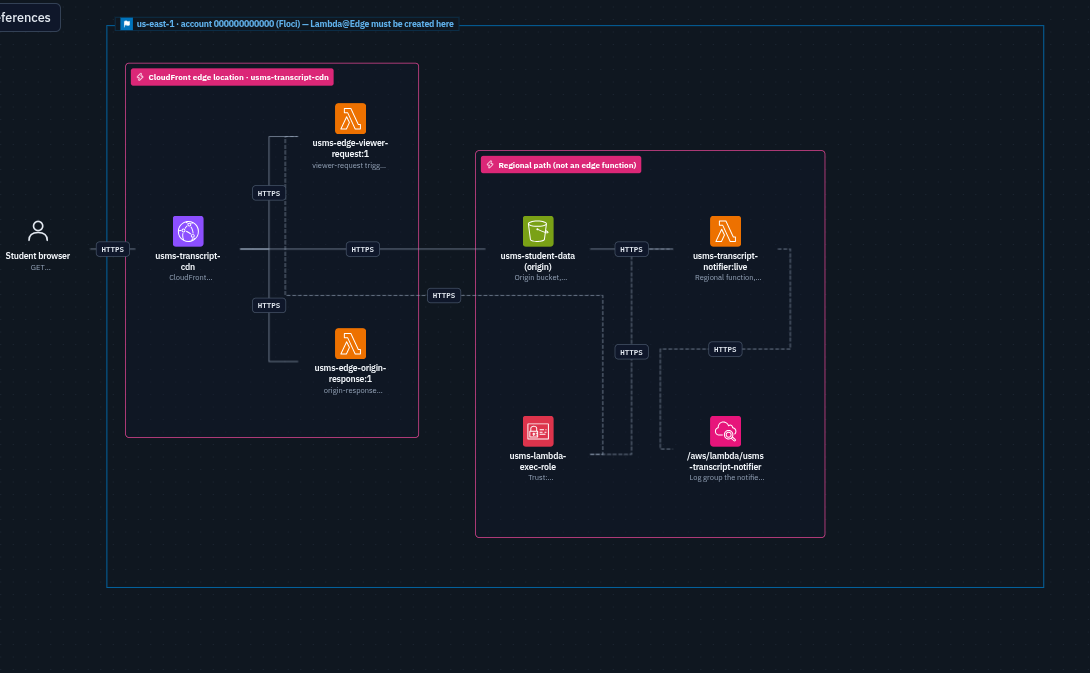 ferences
us-east-1 · account 000000000000 (Floci) — Lambda@Edge must be created here
CloudFront edge location · usms-transcript-cdn
usms-edge-viewer-
request:1
viewer-request trigg...
Regional path (not an edge function)
HTTPS
Student browser
GET...
HTTPS
usms-transcript-
cdn
CloudFront...
HTTPS
usms-student-data
(origin)
Origin bucket,...
HTTPS
usms-transcript-
notifier:live
Regional function,...
HTTPS
HTTPS
usms-edge-origin-
response:1
origin-response...
HTTPS
HTTPS
usms-lambda-
exec-role
Trust:...
/aws/lambda/usms
-transcript-notifier
Log group the notifie...